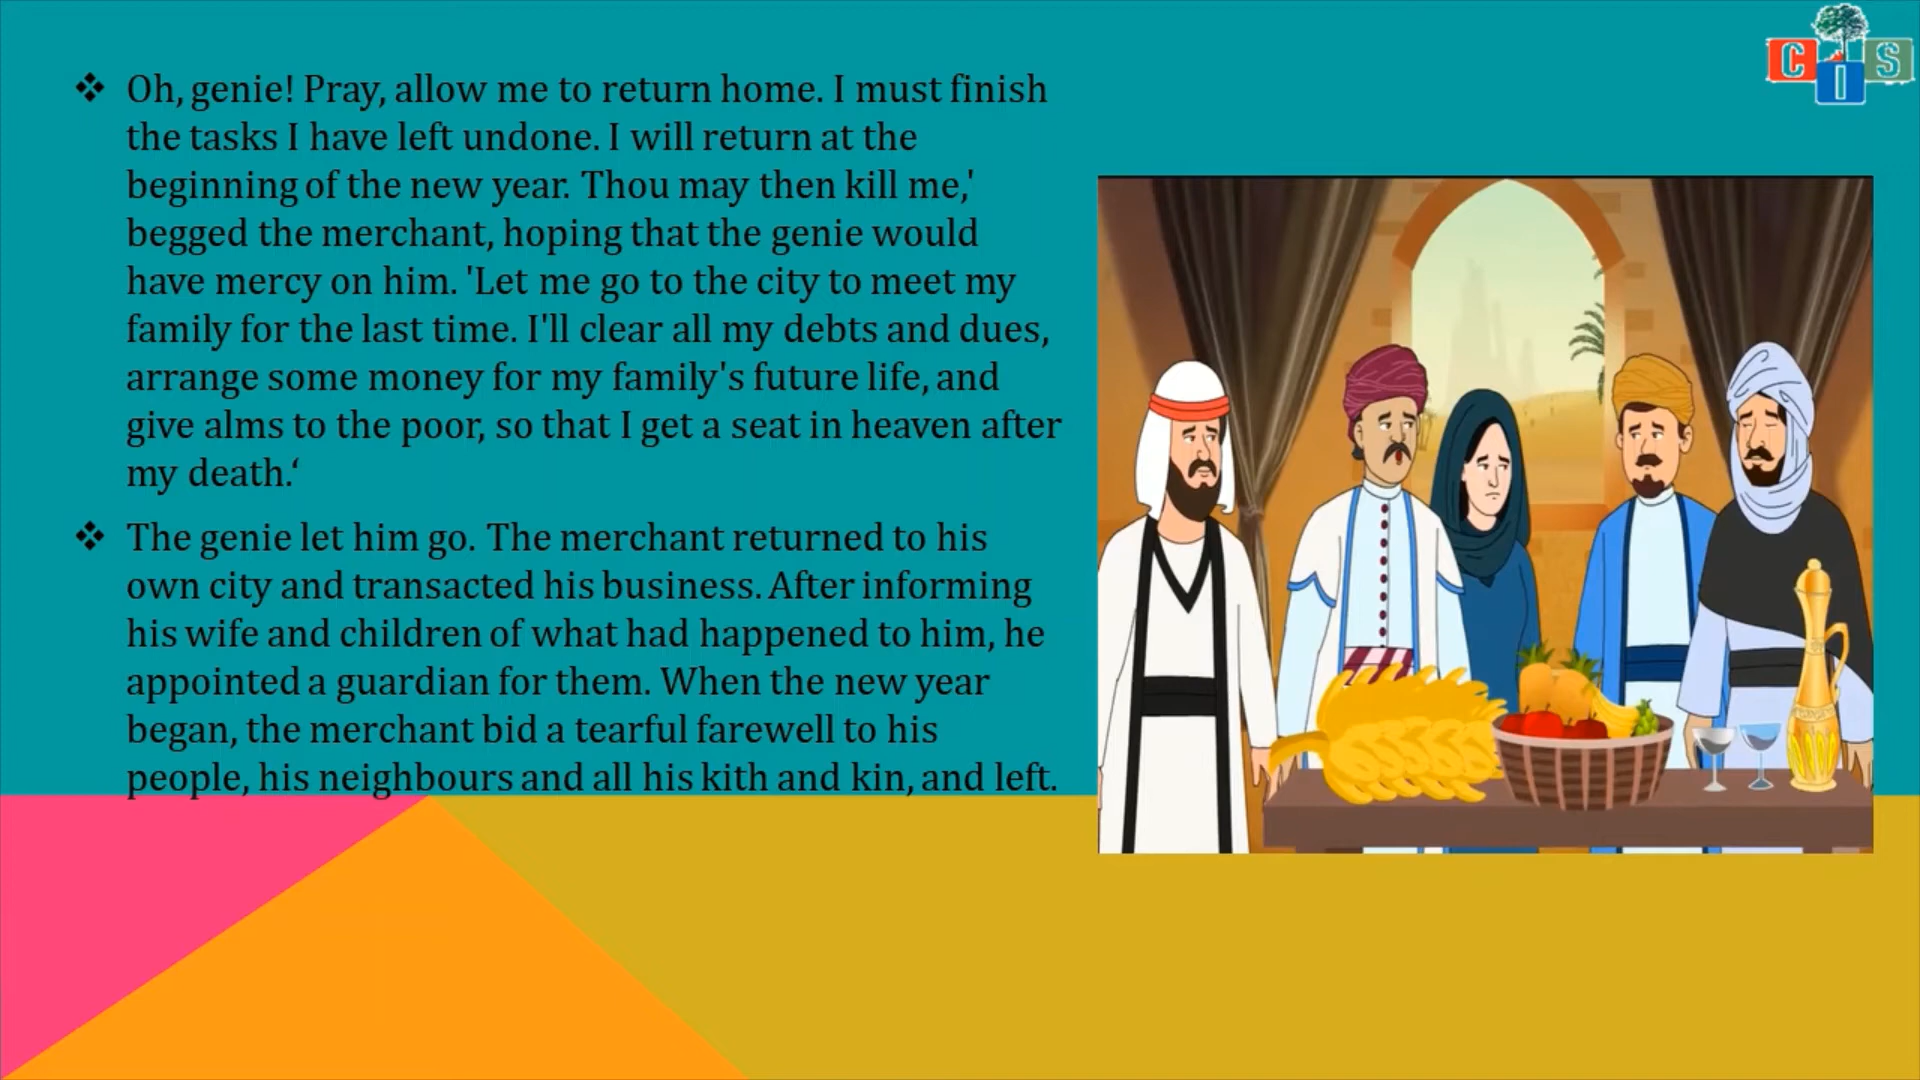 C I S
❖ Oh, genie! Pray, allow me to return home. I must finish
the tasks I have left undone. I will return at the
beginning of the new year. Thou may then kill me,'
begged the merchant, hoping that the genie would
have mercy on him. 'Let me go to the city to meet my
family for the last time. I'll clear all my debts and dues,
arrange some money for my family's future life, and
give alms to the poor, so that I get a seat in heaven after
my death.‘
❖ The genie let him go. The merchant returned to his
own city and transacted his business. After informing
his wife and children of what had happened to him, he
appointed a guardian for them. When the new year
began, the merchant bid a tearful farewell to his
people, his neighbours and all his kith and kin, and left.